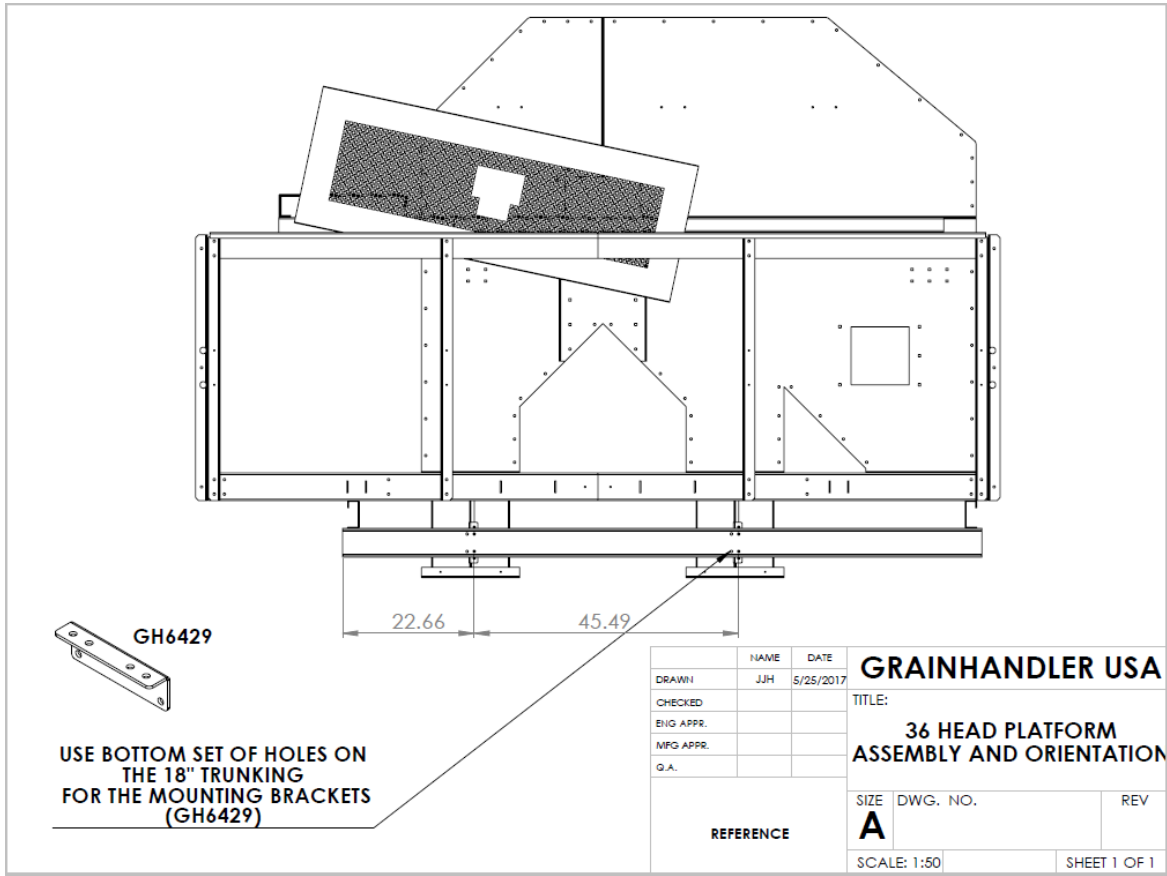 22.66
45.49
GH6429
USE BOTTOM SET OF HOLES ON
THE 18" TRUNKING
FOR THE MOUNTING BRACKETS
(GH6429)
NAME DATE
DRAWN JJH 5/25/2017
CHECKED
ENG APPR.
MFG APPR.
Q.A.
REFERENCE
GRAINHANDLER USA
TITLE:
36 HEAD PLATFORM
ASSEMBLY AND ORIENTATION
SIZE DWG. NO. REV
A
SCALE: 1:50 SHEET 1 OF 1